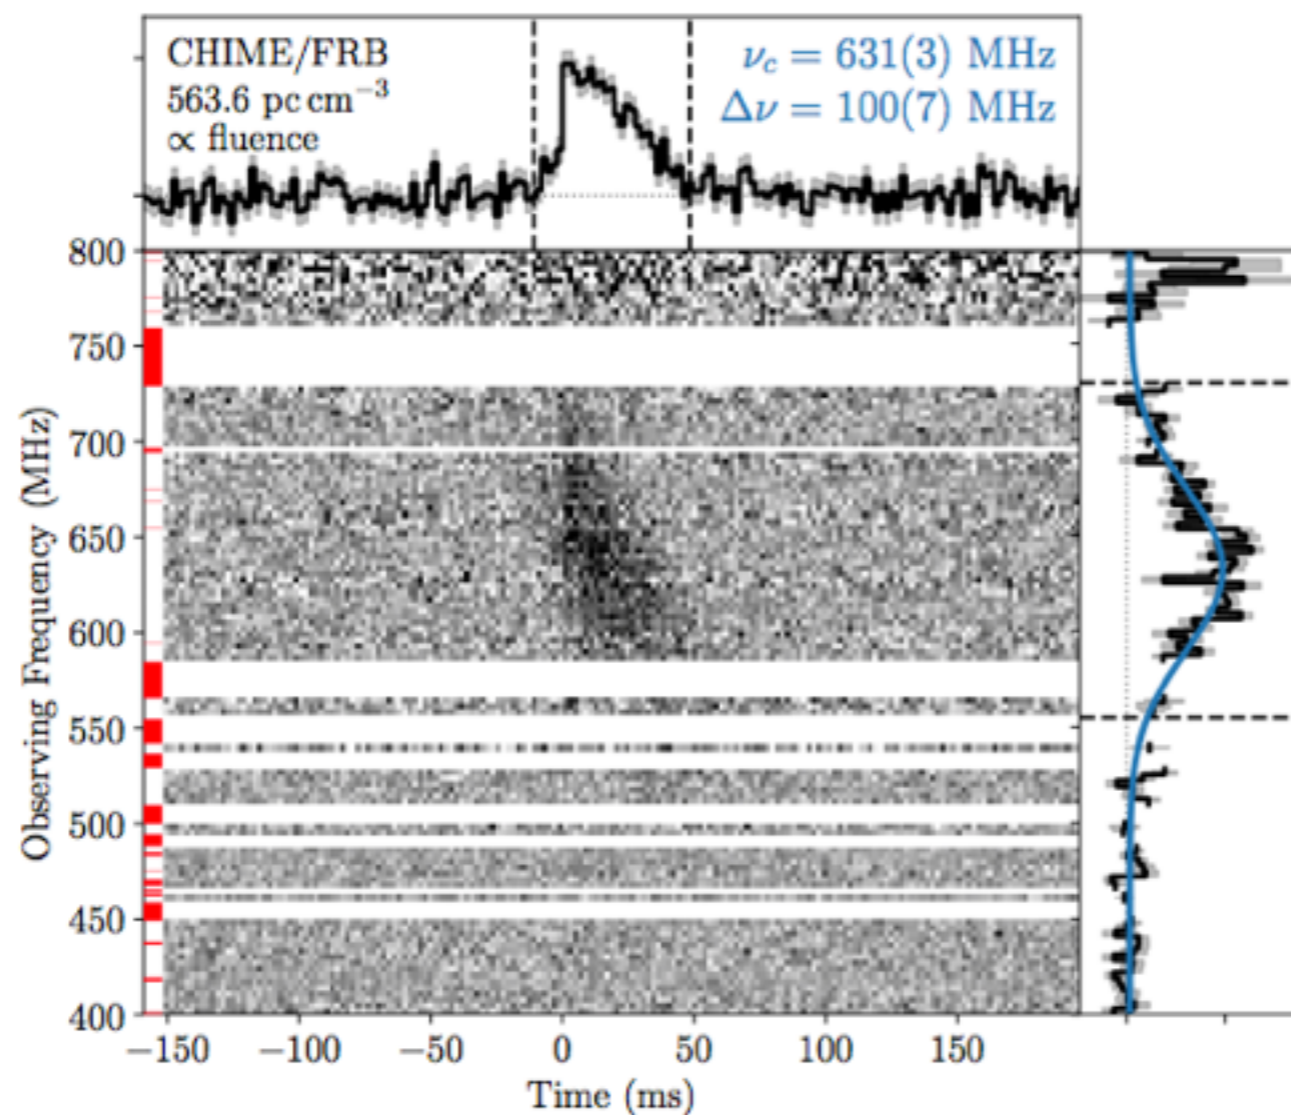 CHIME/FRB
563.6 pc cm⁻³
∝ fluence
ν_c = 631(3) MHz
Δν = 100(7) MHz
800
750
700
650
600
550
500
450
400
Observing Frequency (MHz)
−150 −100 −50 0 50 100 150
Time (ms)